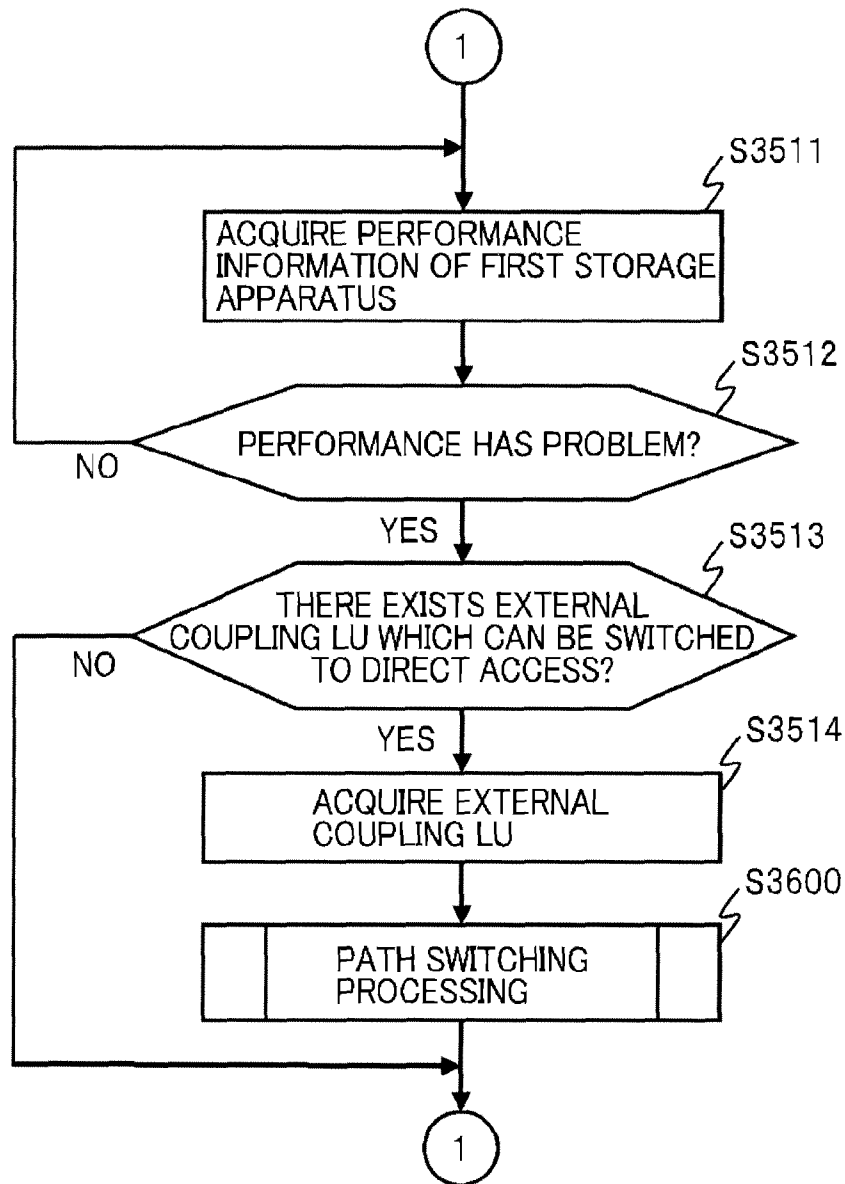 1
S3511
ACQUIRE PERFORMANCE
INFORMATION OF FIRST STORAGE
APPARATUS
S3512
PERFORMANCE HAS PROBLEM?
NO
YES
S3513
THERE EXISTS EXTERNAL
COUPLING LU WHICH CAN BE SWITCHED
TO DIRECT ACCESS?
NO
YES
S3514
ACQUIRE EXTERNAL
COUPLING LU
S3600
PATH SWITCHING
PROCESSING
1